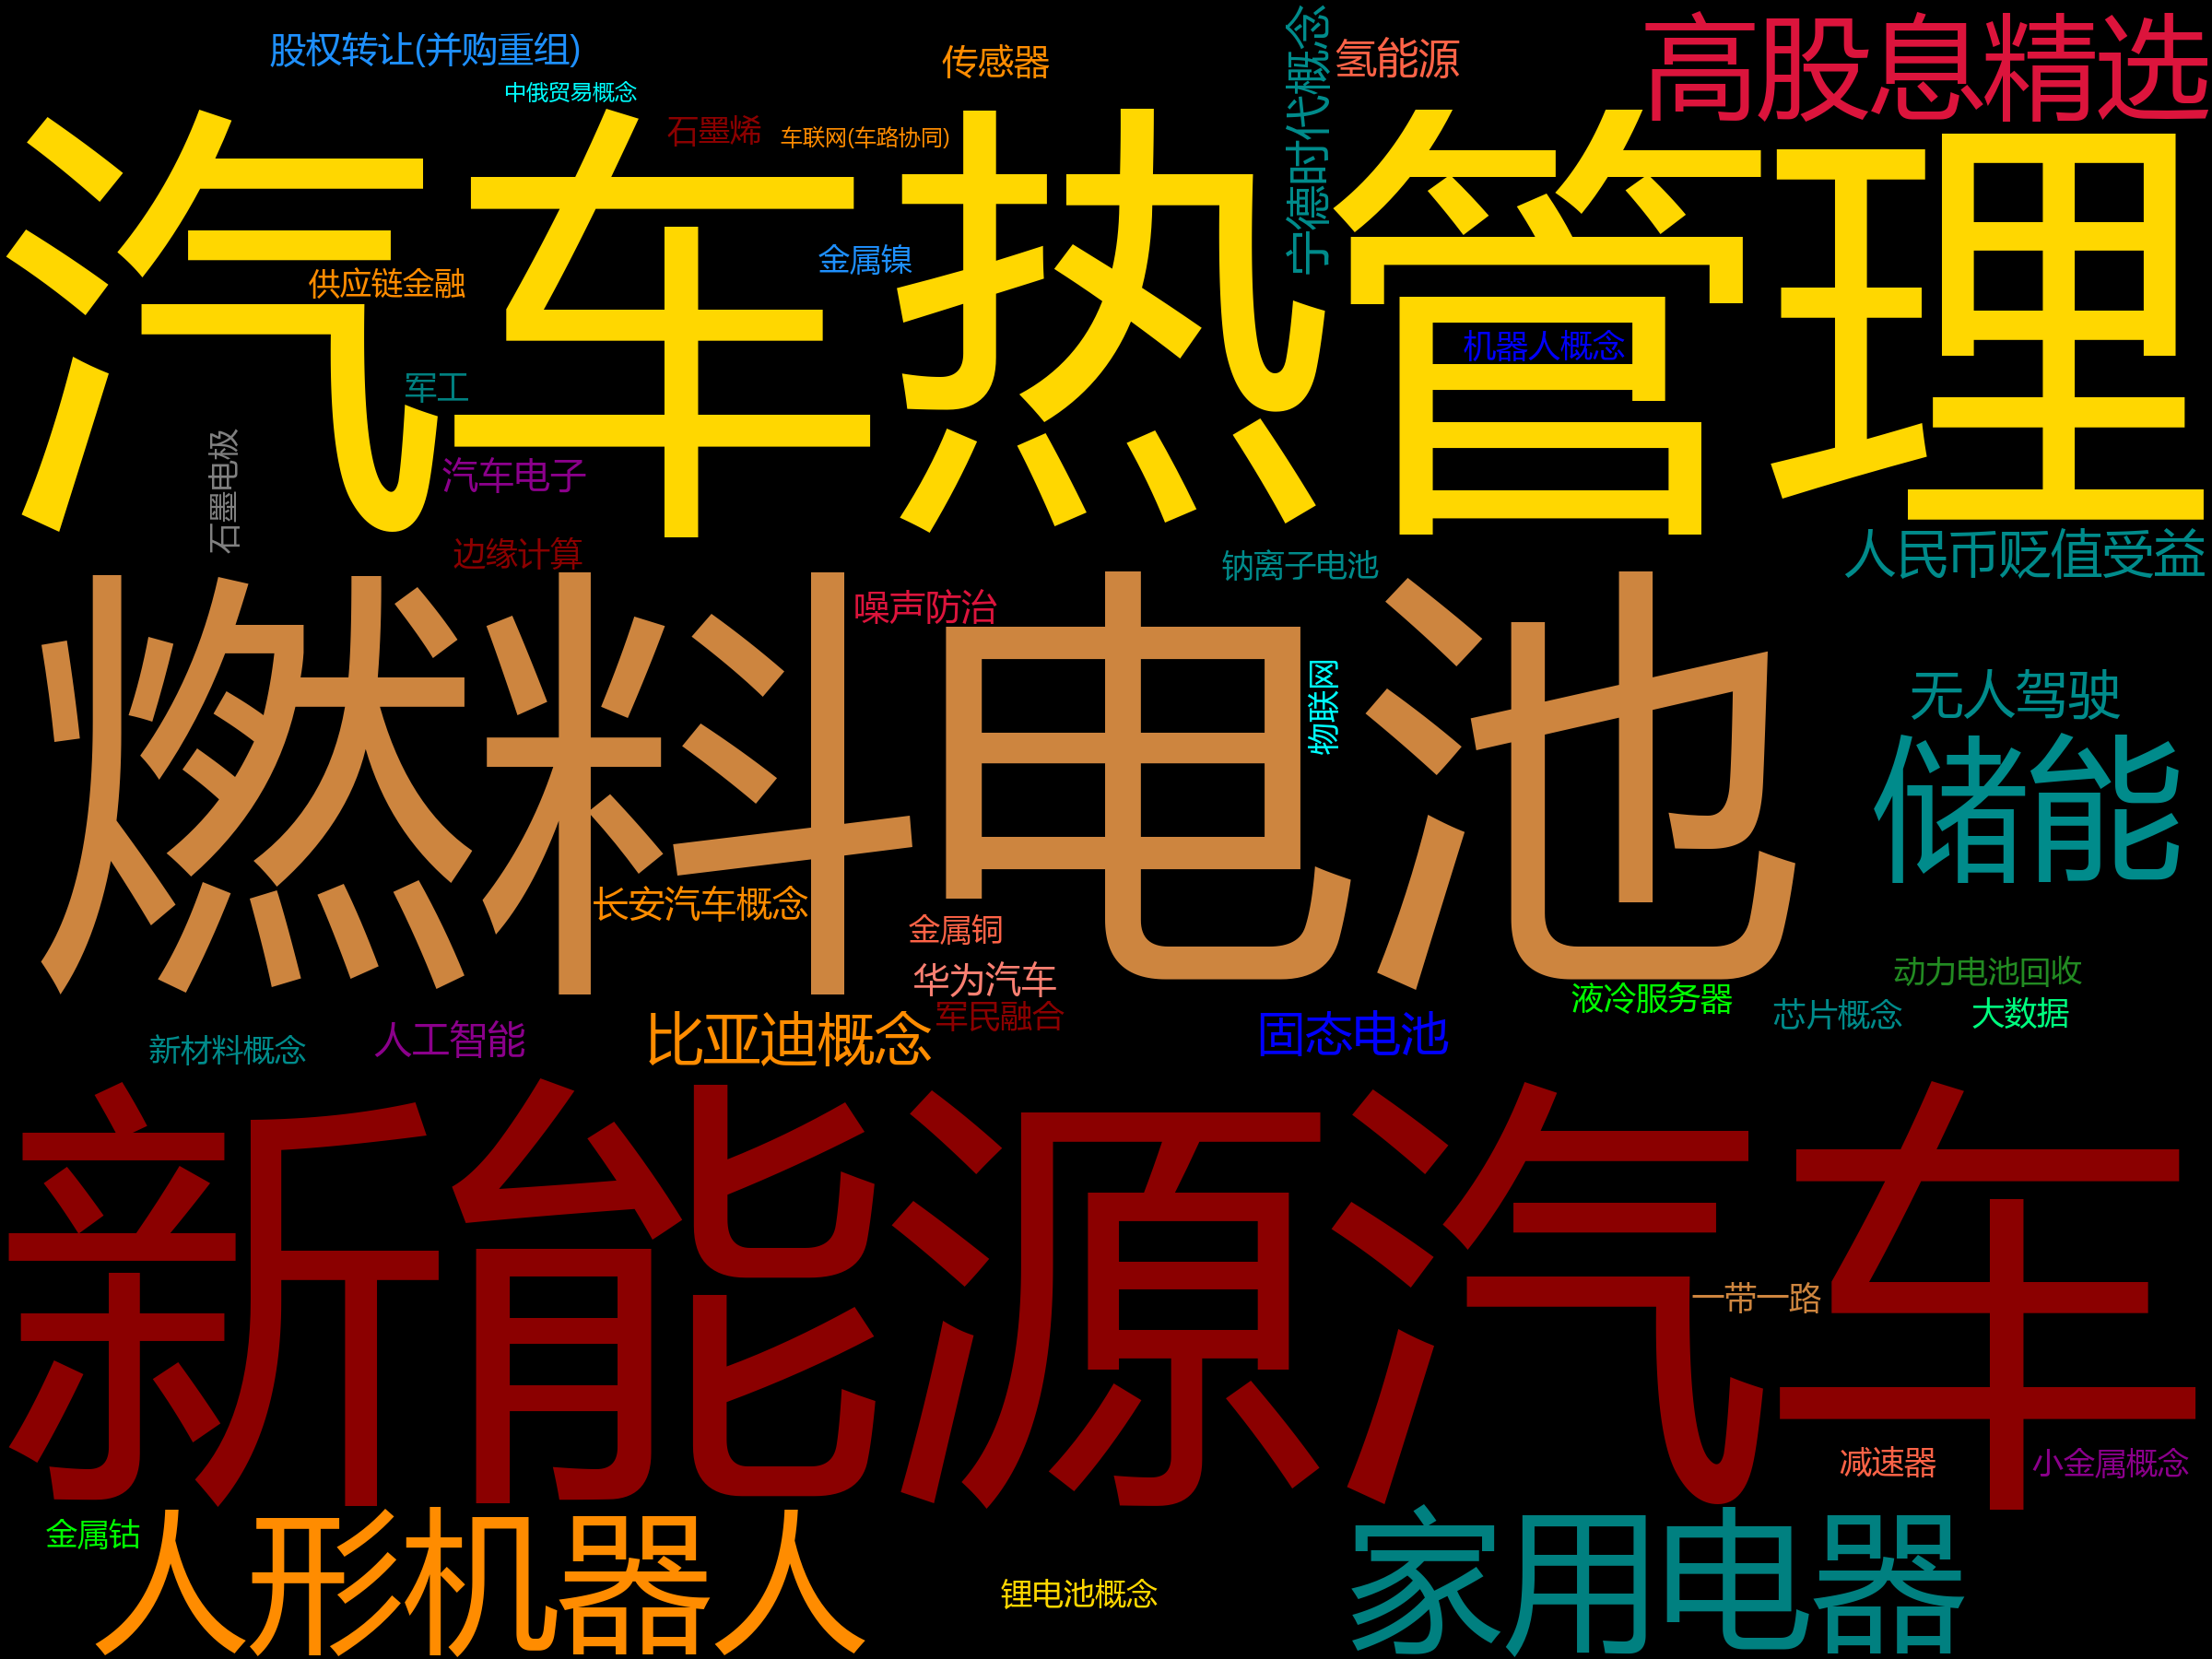 股权转让(并购重组)
传感器
氢能源
高股息精选
中俄贸易概念
石墨烯
车联网(车路协同)
宁德时代概念
汽车热管理
金属镍
供应链金融
机器人概念
军工
石墨电极
汽车电子
边缘计算
钠离子电池
人民币贬值受益
噪声防治
燃料电池
物联网
无人驾驶
储能
长安汽车概念
金属铜
华为汽车
动力电池回收
液冷服务器
芯片概念
大数据
军民融合
新材料概念
人工智能
比亚迪概念
固态电池
新能源汽车
一带一路
减速器
小金属概念
金属钴
人形机器人
锂电池概念
家用电器